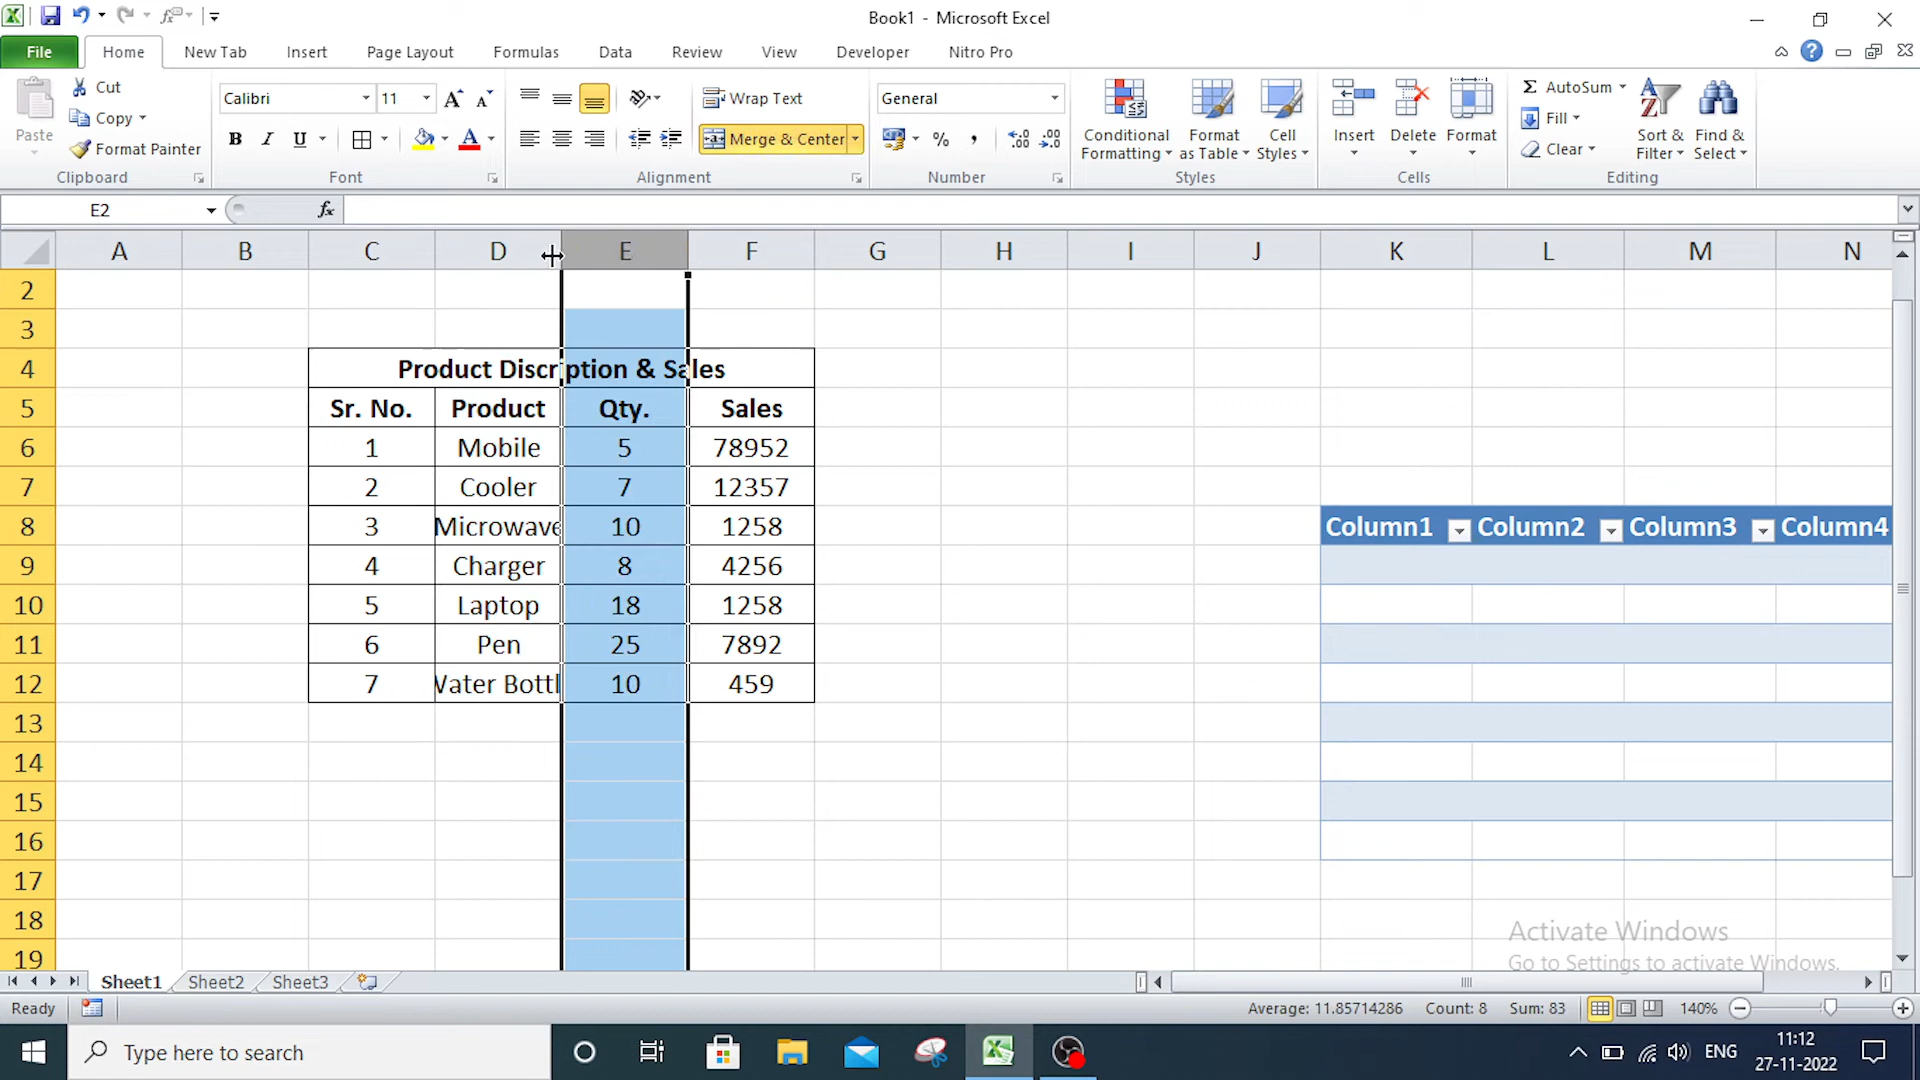 Book1 - Microsoft Excel
File Home New Tab Insert Page Layout Formulas Data Review View Developer Nitro Pro
Paste
Cut
Copy
Format Painter
Clipboard
Calibri 11
B I U A
Font
Wrap Text
Merge & Center
Alignment
General
% ,
Number
Conditional Formatting
Format as Table
Cell Styles
Styles
Insert Delete Format
Cells
AutoSum
Fill
Clear
Sort & Filter
Find & Select
Editing
E2 fx
A B C D E F G H I J K L M N
2
3
4 Product Discription & Sales
5 Sr. No. Product Qty. Sales
6 1 Mobile 5 78952
7 2 Cooler 7 12357
8 3 Microwave 10 1258 Column1 Column2 Column3 Column4
9 4 Charger 8 4256
10 5 Laptop 18 1258
11 6 Pen 25 7892
12 7 Water Bottl 10 459
13
14
15
16
17
18
19
Activate Windows
Go to Settings to activate Windows.
Sheet1 Sheet2 Sheet3
Ready Average: 11.85714286 Count: 8 Sum: 83 140%
Type here to search
ENG
11:12
27-11-2022